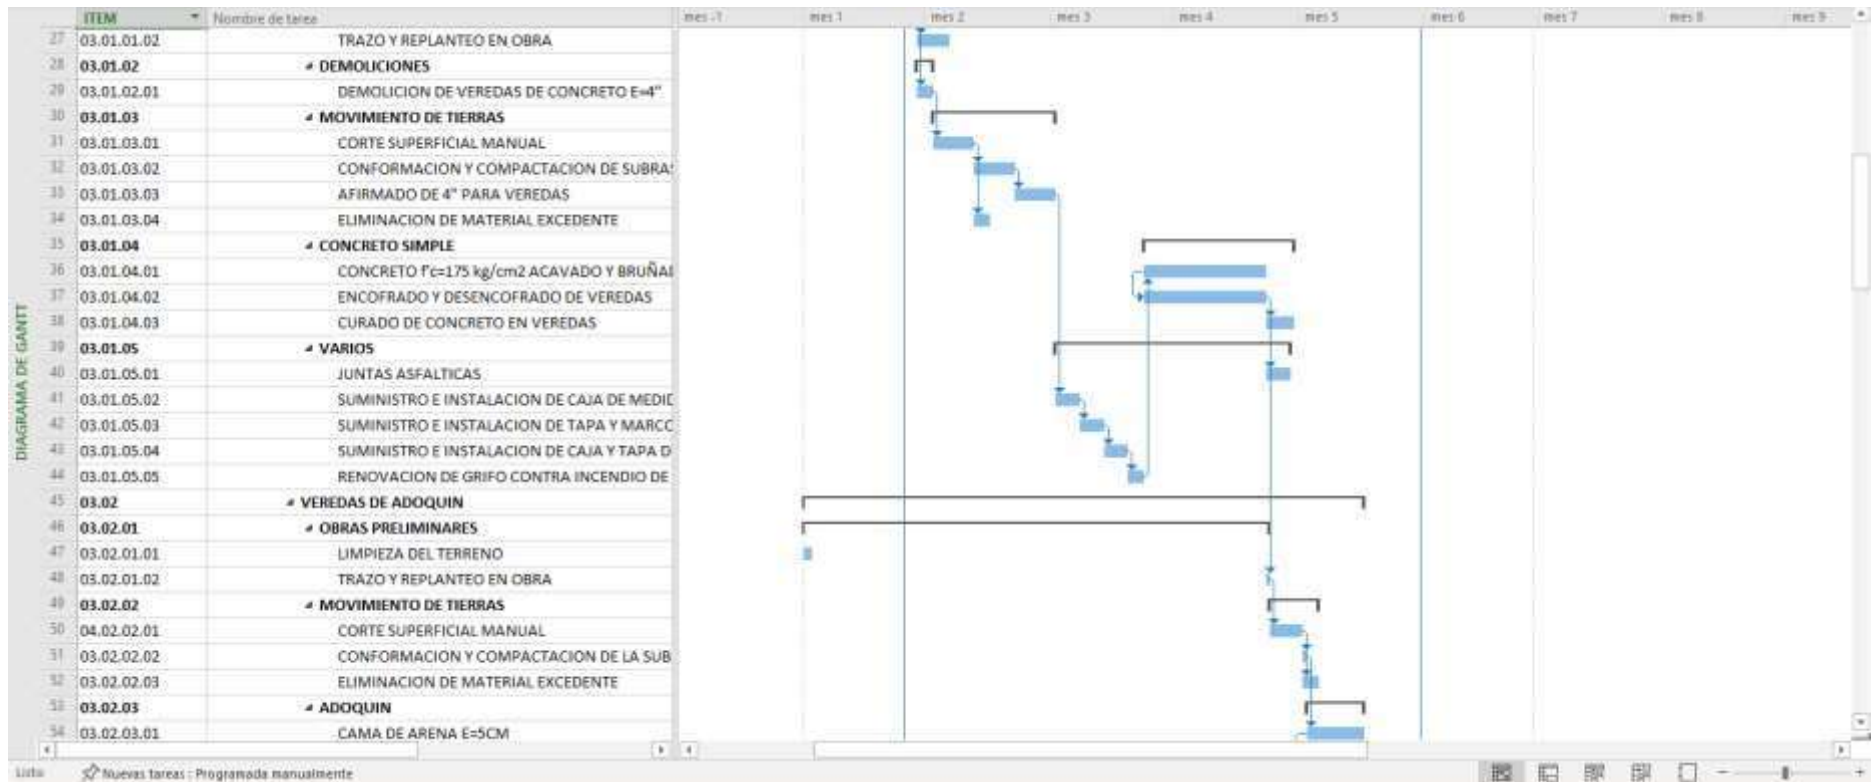 ITEM Nombre de tarea mes -1 mes 1 mes 2 mes 3 mes 4 mes 5 mes 6 mes 7 mes 8 mes 9
27 03.01.01.02 TRAZO Y REPLANTEO EN OBRA
28 03.01.02 DEMOLICIONES
29 03.01.02.01 DEMOLICION DE VEREDAS DE CONCRETO E=4"
30 03.01.03 MOVIMIENTO DE TIERRAS
31 03.01.03.01 CORTE SUPERFICIAL MANUAL
32 03.01.03.02 CONFORMACION Y COMPACTACION DE SUBRAS
33 03.01.03.03 AFIRMADO DE 4" PARA VEREDAS
34 03.01.03.04 ELIMINACION DE MATERIAL EXCEDENTE
35 03.01.04 CONCRETO SIMPLE
36 03.01.04.01 CONCRETO f'c=175 kg/cm2 ACAVADO Y BRUÑAD
37 03.01.04.02 ENCOFRADO Y DESENCOFRADO DE VEREDAS
38 03.01.04.03 CURADO DE CONCRETO EN VEREDAS
39 03.01.05 VARIOS
40 03.01.05.01 JUNTAS ASFALTICAS
41 03.01.05.02 SUMINISTRO E INSTALACION DE CAJA DE MEDID
42 03.01.05.03 SUMINISTRO E INSTALACION DE TAPA Y MARCO
43 03.01.05.04 SUMINISTRO E INSTALACION DE CAJA Y TAPA D
44 03.01.05.05 RENOVACION DE GRIFO CONTRA INCENDIO DE
45 03.02 VEREDAS DE ADOQUIN
46 03.02.01 OBRAS PRELIMINARES
47 03.02.01.01 LIMPIEZA DEL TERRENO
48 03.02.01.02 TRAZO Y REPLANTEO EN OBRA
49 03.02.02 MOVIMIENTO DE TIERRAS
50 04.02.02.01 CORTE SUPERFICIAL MANUAL
51 03.02.02.02 CONFORMACION Y COMPACTACION DE LA SUB
52 03.02.02.03 ELIMINACION DE MATERIAL EXCEDENTE
53 03.02.03 ADOQUIN
54 03.02.03.01 CAMA DE ARENA E=5CM
DIAGRAMA DE GANTT
Listo Nuevas tareas : Programada manualmente